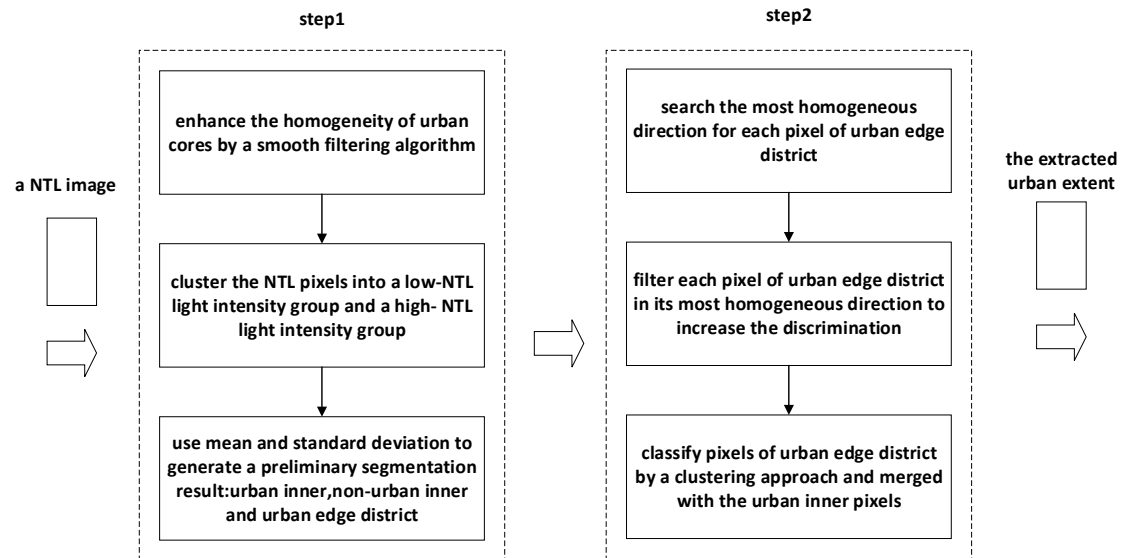 step1
step2
a NTL image
enhance the homogeneity of urban
cores by a smooth filtering algorithm
cluster the NTL pixels into a low-NTL
light intensity group and a high- NTL
light intensity group
use mean and standard deviation to
generate a preliminary segmentation
result:urban inner,non-urban inner
and urban edge district
search the most homogeneous
direction for each pixel of urban edge
district
filter each pixel of urban edge district
in its most homogeneous direction to
increase the discrimination
classify pixels of urban edge district
by a clustering approach and merged
with the urban inner pixels
the extracted
urban extent